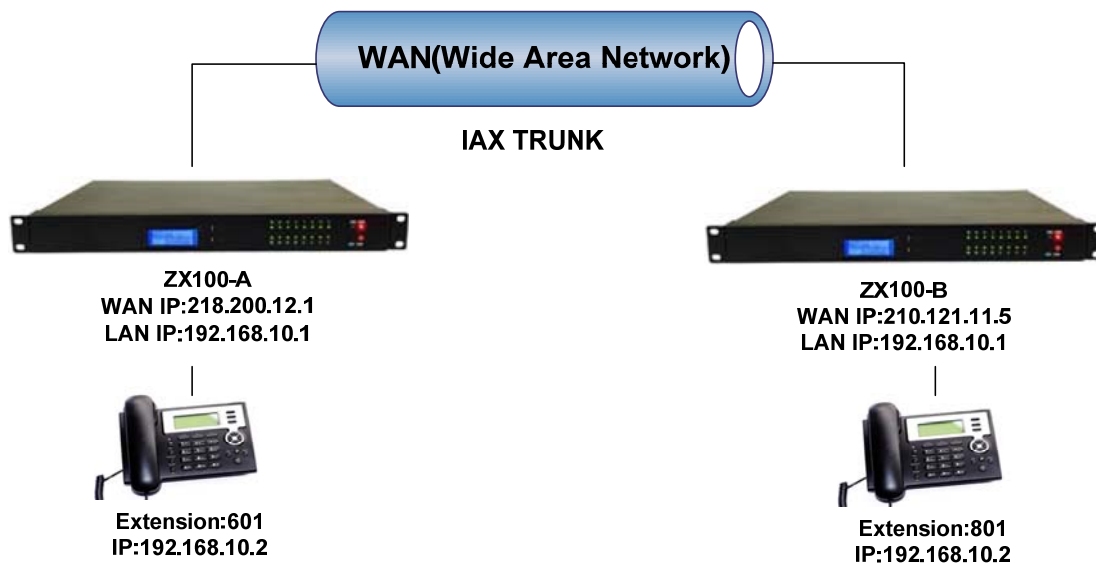 WAN(Wide Area Network)
IAX TRUNK
ZX100-A
WAN IP:218.200.12.1
LAN IP:192.168.10.1
ZX100-B
WAN IP:210.121.11.5
LAN IP:192.168.10.1
Extension:601
IP:192.168.10.2
Extension:801
IP:192.168.10.2